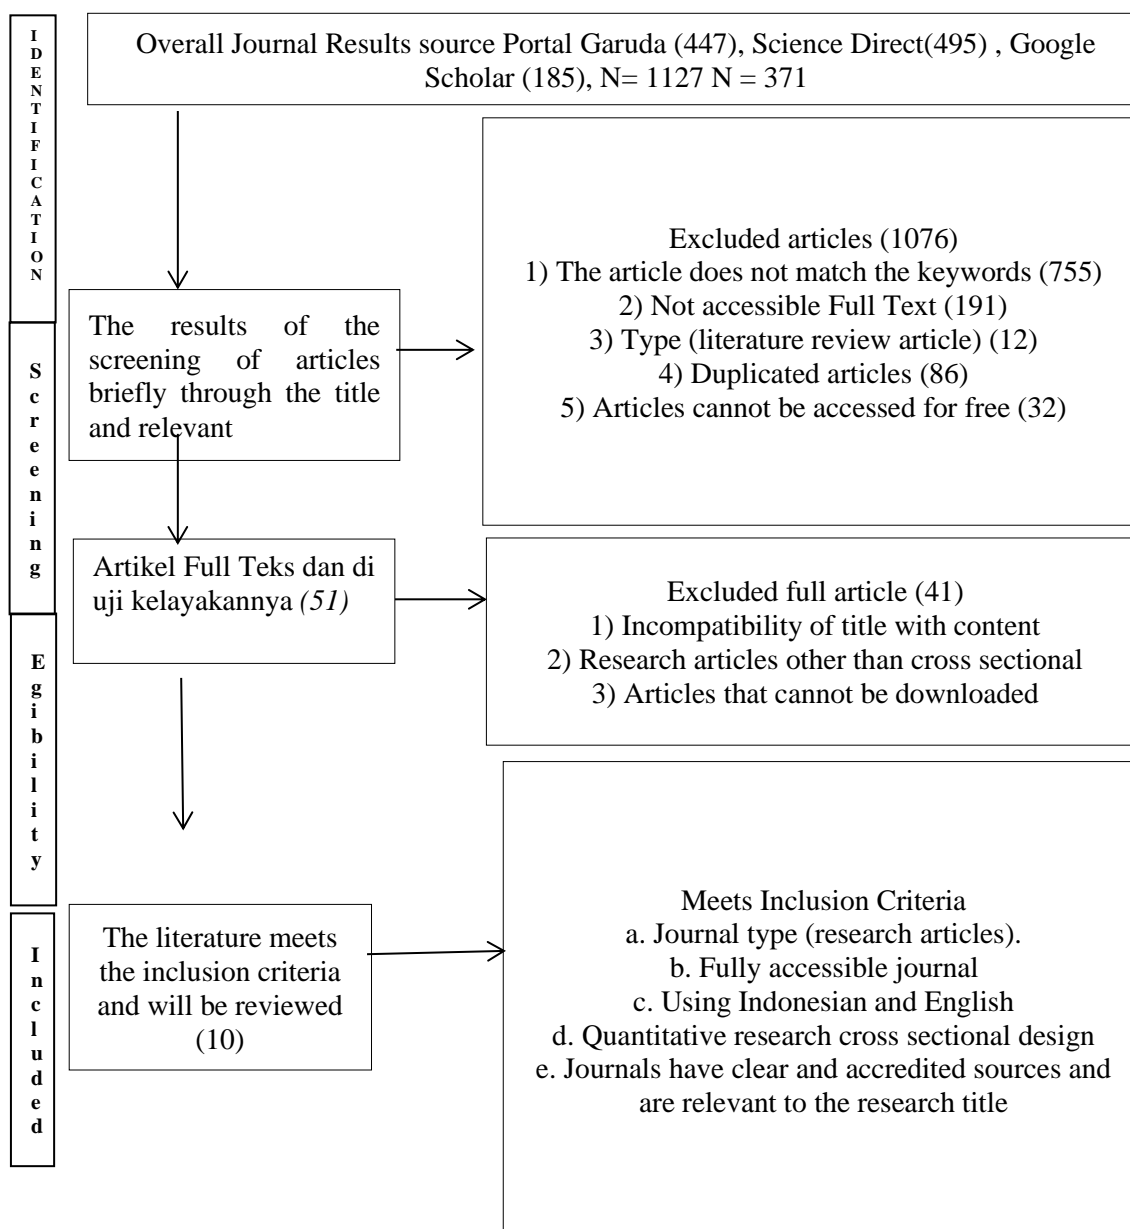 IDENTIFICATION
Overall Journal Results source Portal Garuda (447), Science Direct(495) , Google
Scholar (185), N= 1127 N = 371
Excluded articles (1076)
1) The article does not match the keywords (755)
2) Not accessible Full Text (191)
3) Type (literature review article) (12)
4) Duplicated articles (86)
5) Articles cannot be accessed for free (32)
The results of the
screening of articles
briefly through the title
and relevant
Screening
Artikel Full Teks dan di
uji kelayakannya (51)
Excluded full article (41)
1) Incompatibility of title with content
2) Research articles other than cross sectional
3) Articles that cannot be downloaded
Egibility
The literature meets
the inclusion criteria
and will be reviewed
(10)
Meets Inclusion Criteria
a. Journal type (research articles).
b. Fully accessible journal
c. Using Indonesian and English
d. Quantitative research cross sectional design
e. Journals have clear and accredited sources and
are relevant to the research title
Included